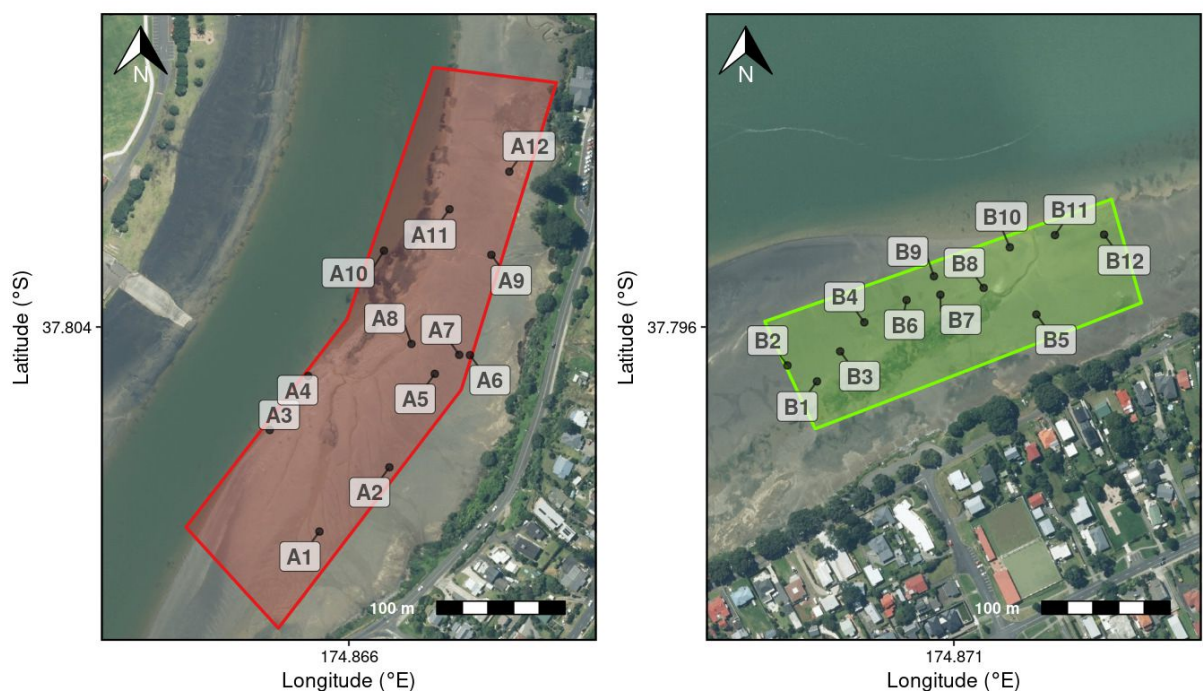 N
A12
A11
A10
A9
A8
A7
A6
A5
A4
A3
A2
A1
100 m
37.804
Latitude (°S)
174.866
Longitude (°E)
N
B11
B10
B12
B9
B8
B4
B6
B7
B5
B2
B3
B1
100 m
37.796
Latitude (°S)
174.871
Longitude (°E)